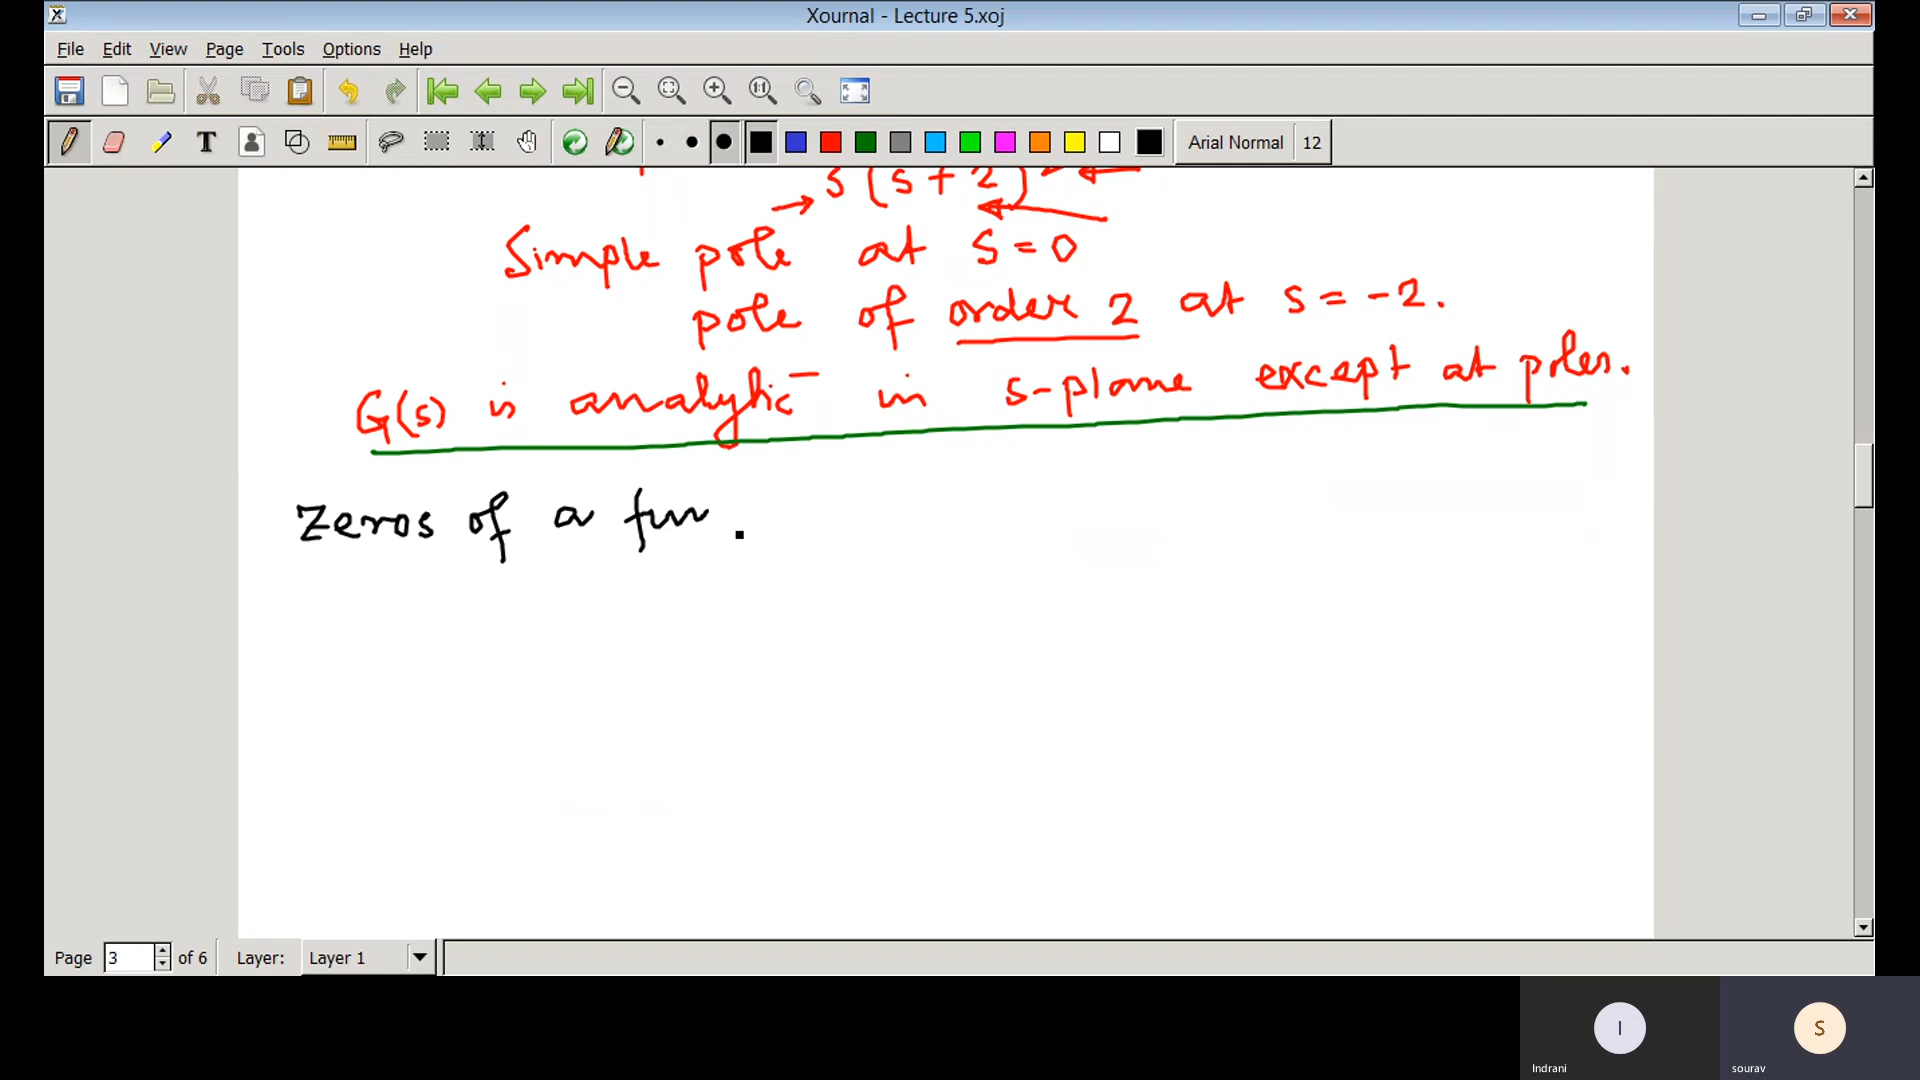 Xournal - Lecture 5.xoj
File Edit View Page Tools Options Help
Arial Normal 12
s (s + 2)
Simple pole at s = 0
pole of order 2 at s = -2.
G(s) is analytic in s-plane except at poles.
Zeros of a fun
Page 3 of 6 Layer: Layer 1
I
S
Indrani
sourav